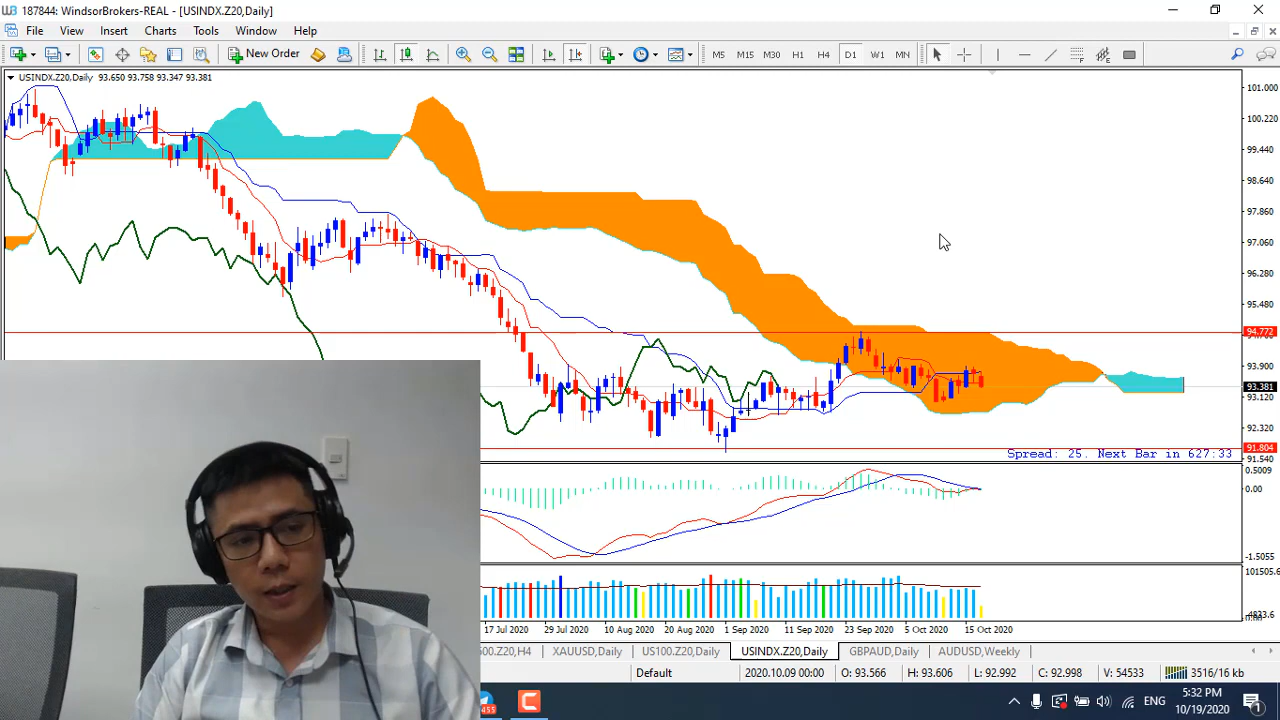 187844: WindsorBrokers-REAL - [USINDX.Z20,Daily]
File View Insert Charts Tools Window Help
New Order M5 M15 M30 H1 H4 D1 W1 MN
USINDX.Z20,Daily 93.650 93.758 93.347 93.381
101.000
100.220
99.440
98.640
97.860
97.060
96.280
95.480
94.772
93.900
93.381
93.120
92.320
91.804
91.540
Spread: 25. Next Bar in 627:33
0.5009
0.00
-1.5055
101505.6
17 Jul 2020 29 Jul 2020 10 Aug 2020 20 Aug 2020 1 Sep 2020 11 Sep 2020 23 Sep 2020 5 Oct 2020 15 Oct 2020
500.Z20,H4 XAUUSD,Daily US100.Z20,Daily USINDX.Z20,Daily GBPAUD,Daily AUDUSD,Weekly
Default 2020.10.09 00:00 O: 93.566 H: 93.606 L: 92.992 C: 92.998 V: 54533 3516/16 kb
ENG
5:32 PM
10/19/2020
1